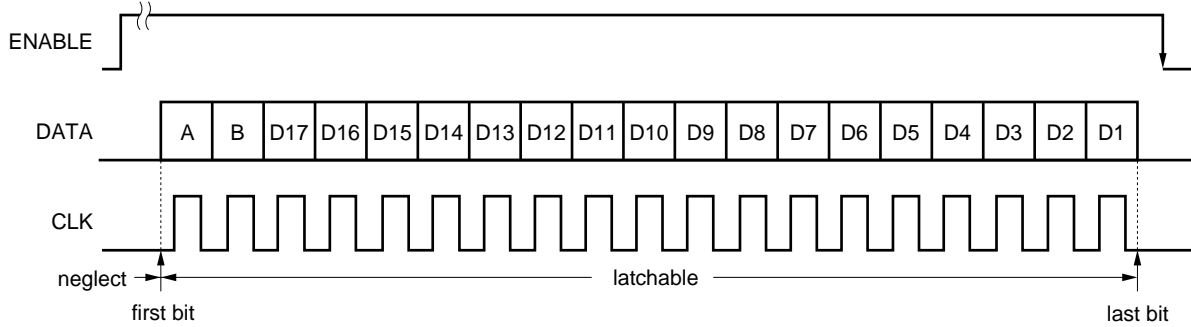 ENABLE
DATA
A B D17 D16 D15 D14 D13 D12 D11 D10 D9 D8 D7 D6 D5 D4 D3 D2 D1
CLK
neglect
latchable
first bit
last bit